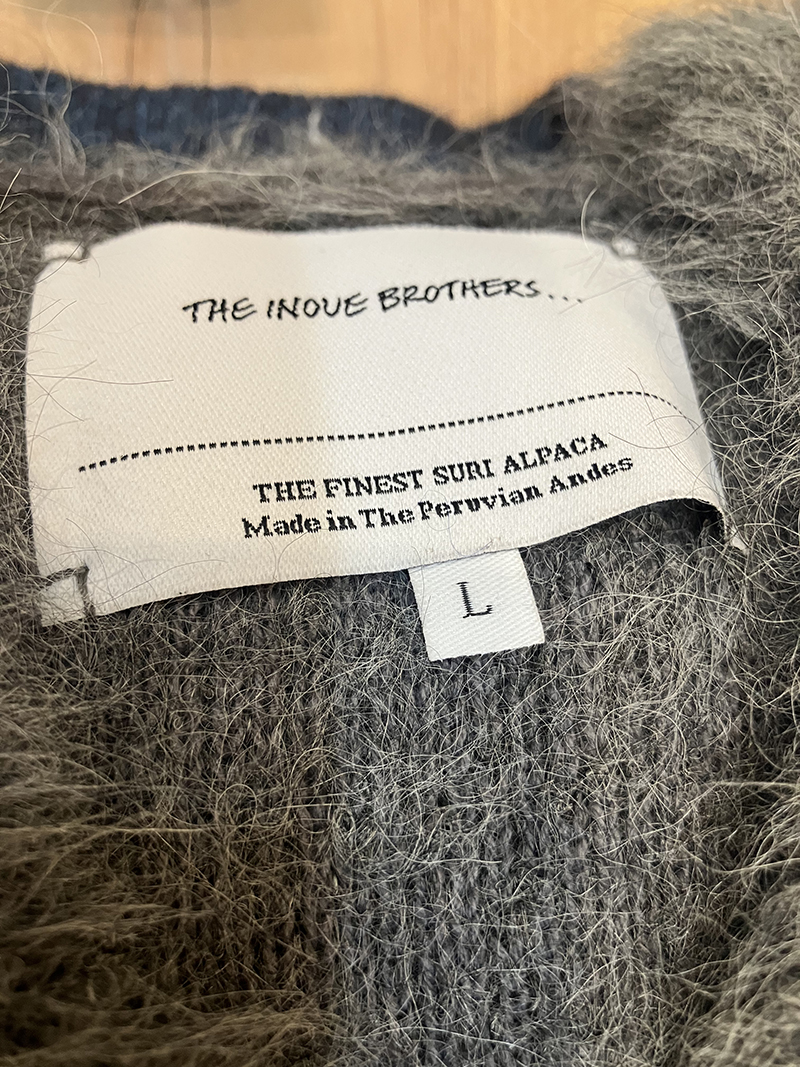 THE INOUE BROTHERS...
THE FINEST SURI ALPACA
Made in The Peruvian Andes
L